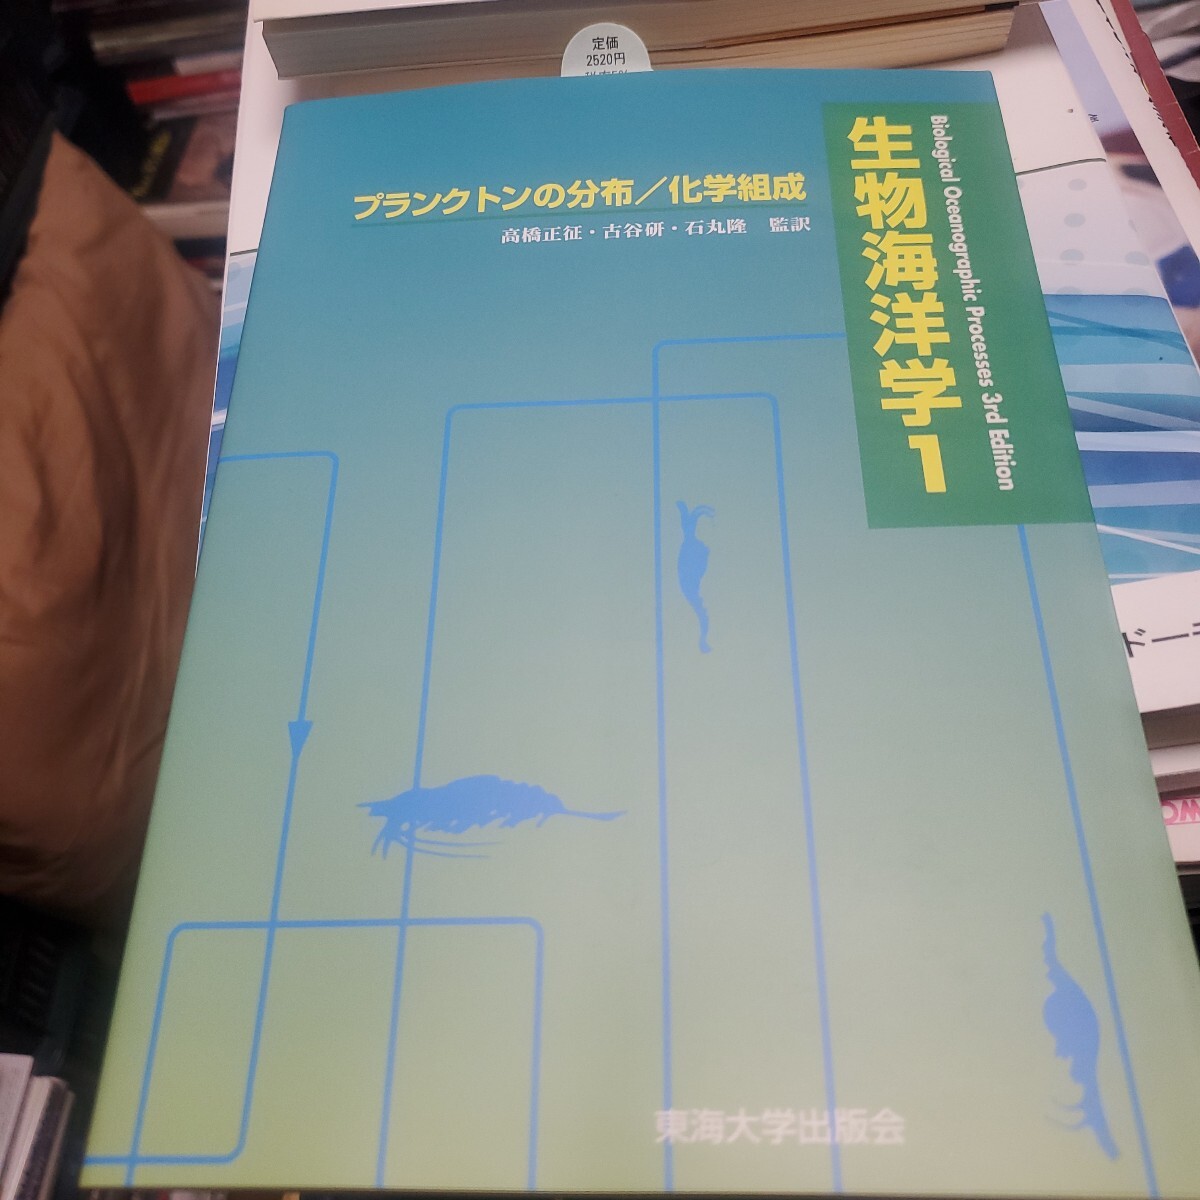 定価
2520円
生物海洋学1
Biological Oceanographic Processes 3rd Edition
プランクトンの分布／化学組成
高橋正征・古谷研・石丸隆 監訳
東海大学出版会